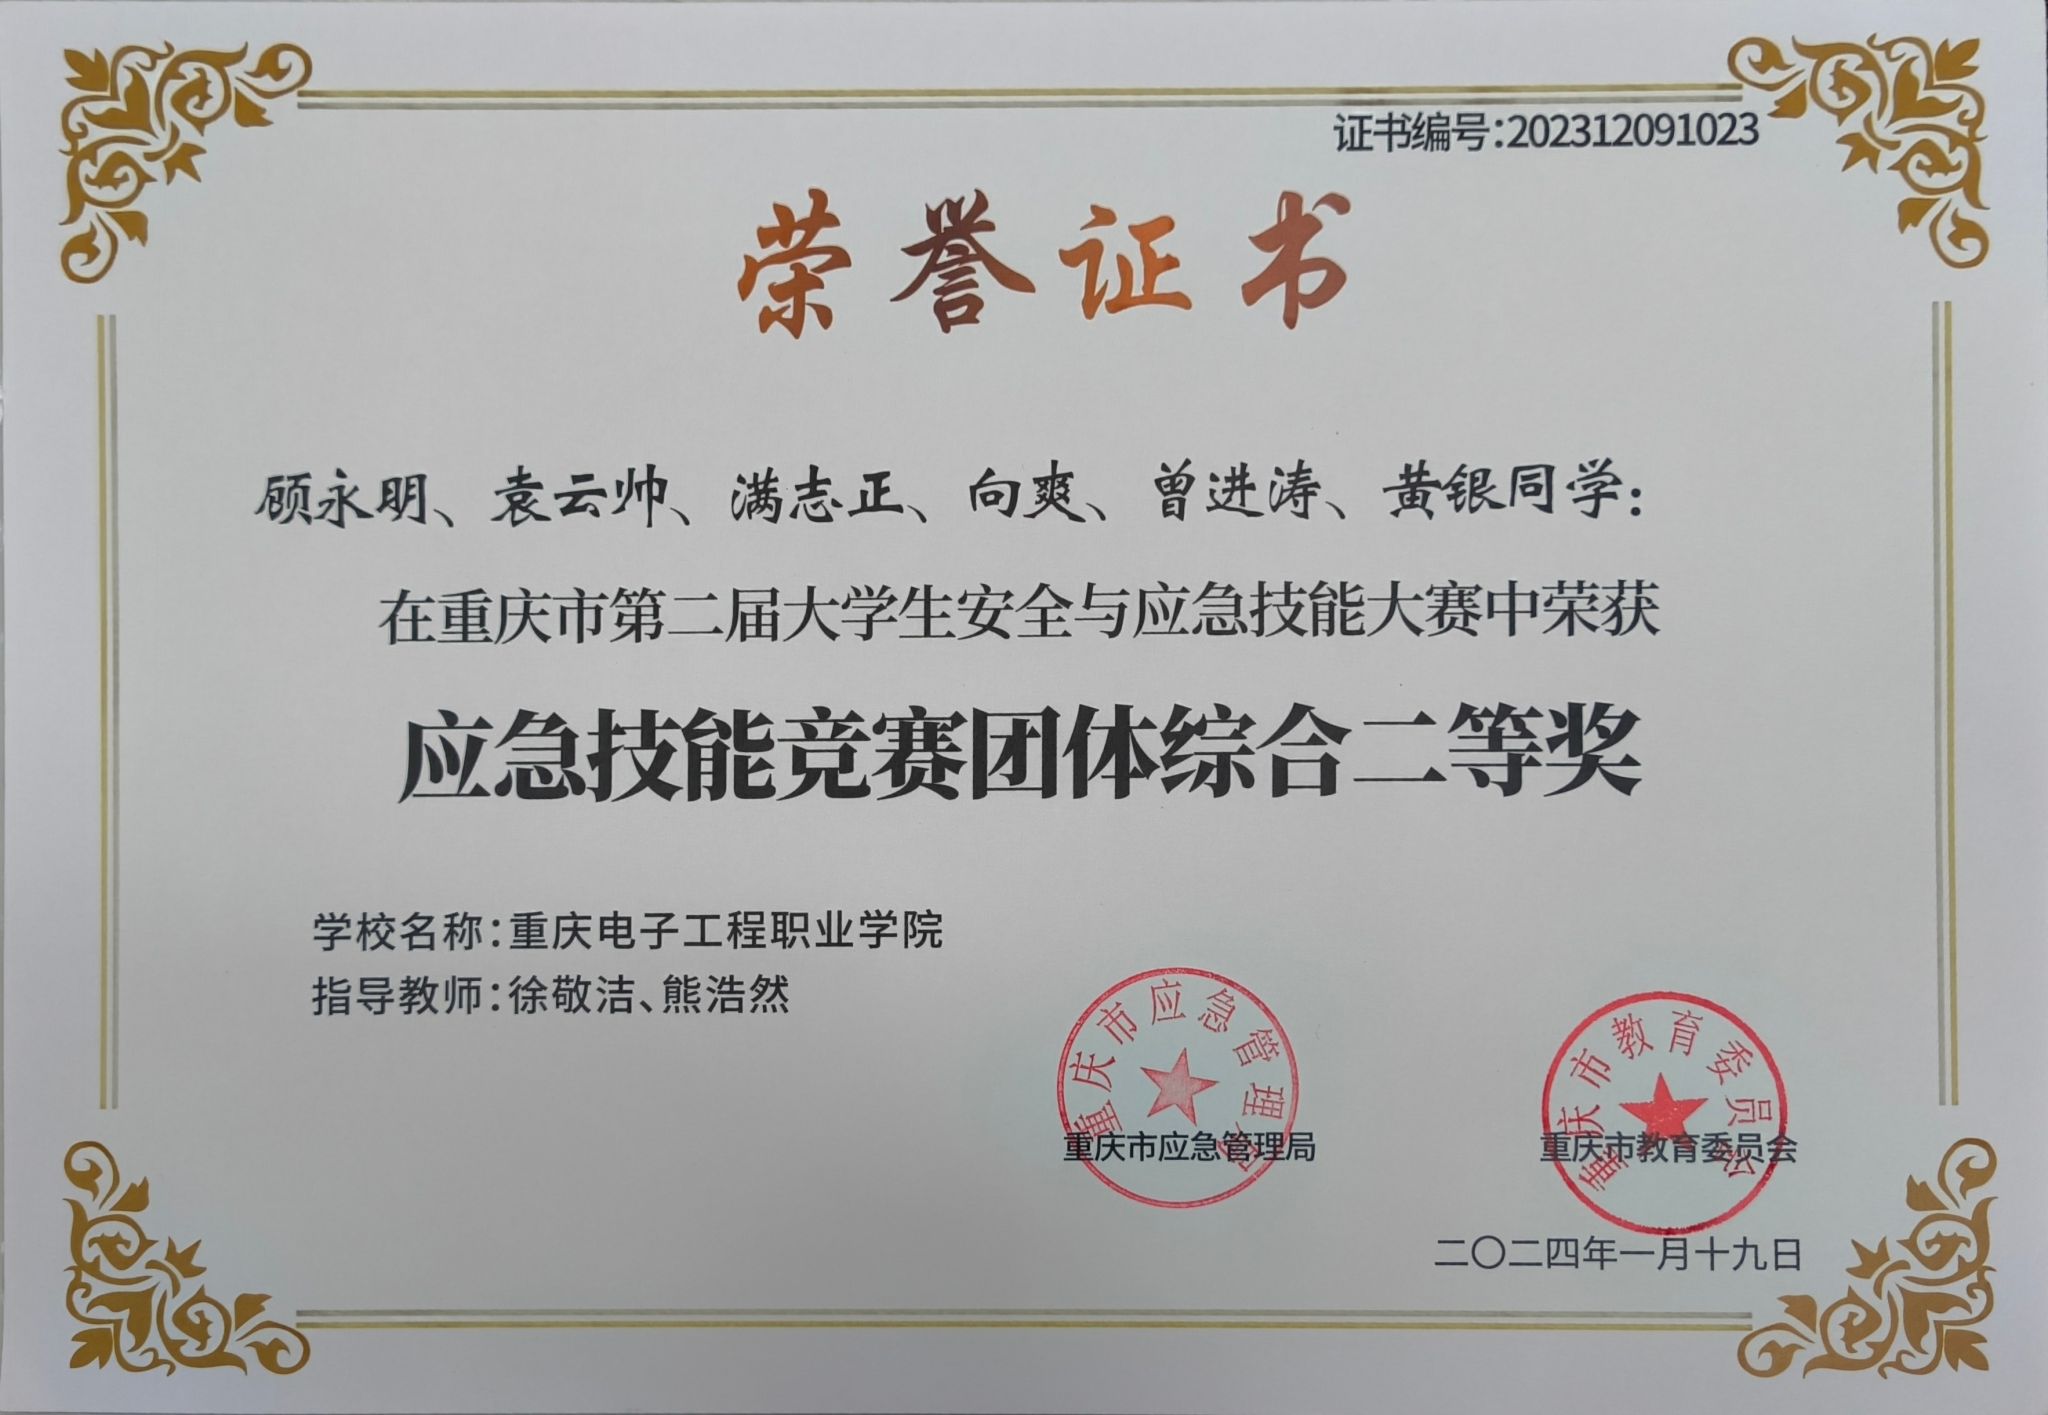 证书编号：202312091023
荣誉证书
顾永明、袁云帅、满志正、向爽、曾进涛、黄银同学：
在重庆市第二届大学生安全与应急技能大赛中荣获
应急技能竞赛团体综合二等奖
学校名称：重庆电子工程职业学院
指导教师：徐敬洁、熊浩然
重庆市应急管理局
重庆市教育委员会
重庆市应急管理局
重庆市教育委员会
二〇二四年一月十九日